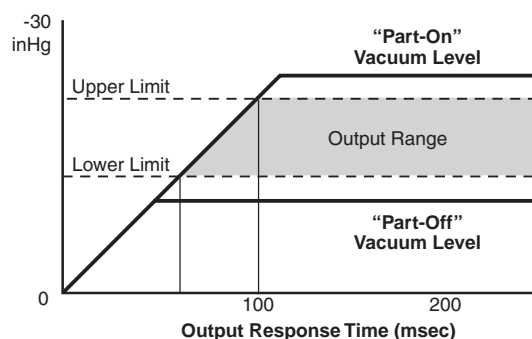 -30
inHg
“Part-On”
Vacuum Level
Upper Limit
Output Range
Lower Limit
“Part-Off”
Vacuum Level
0
100
200
Output Response Time (msec)